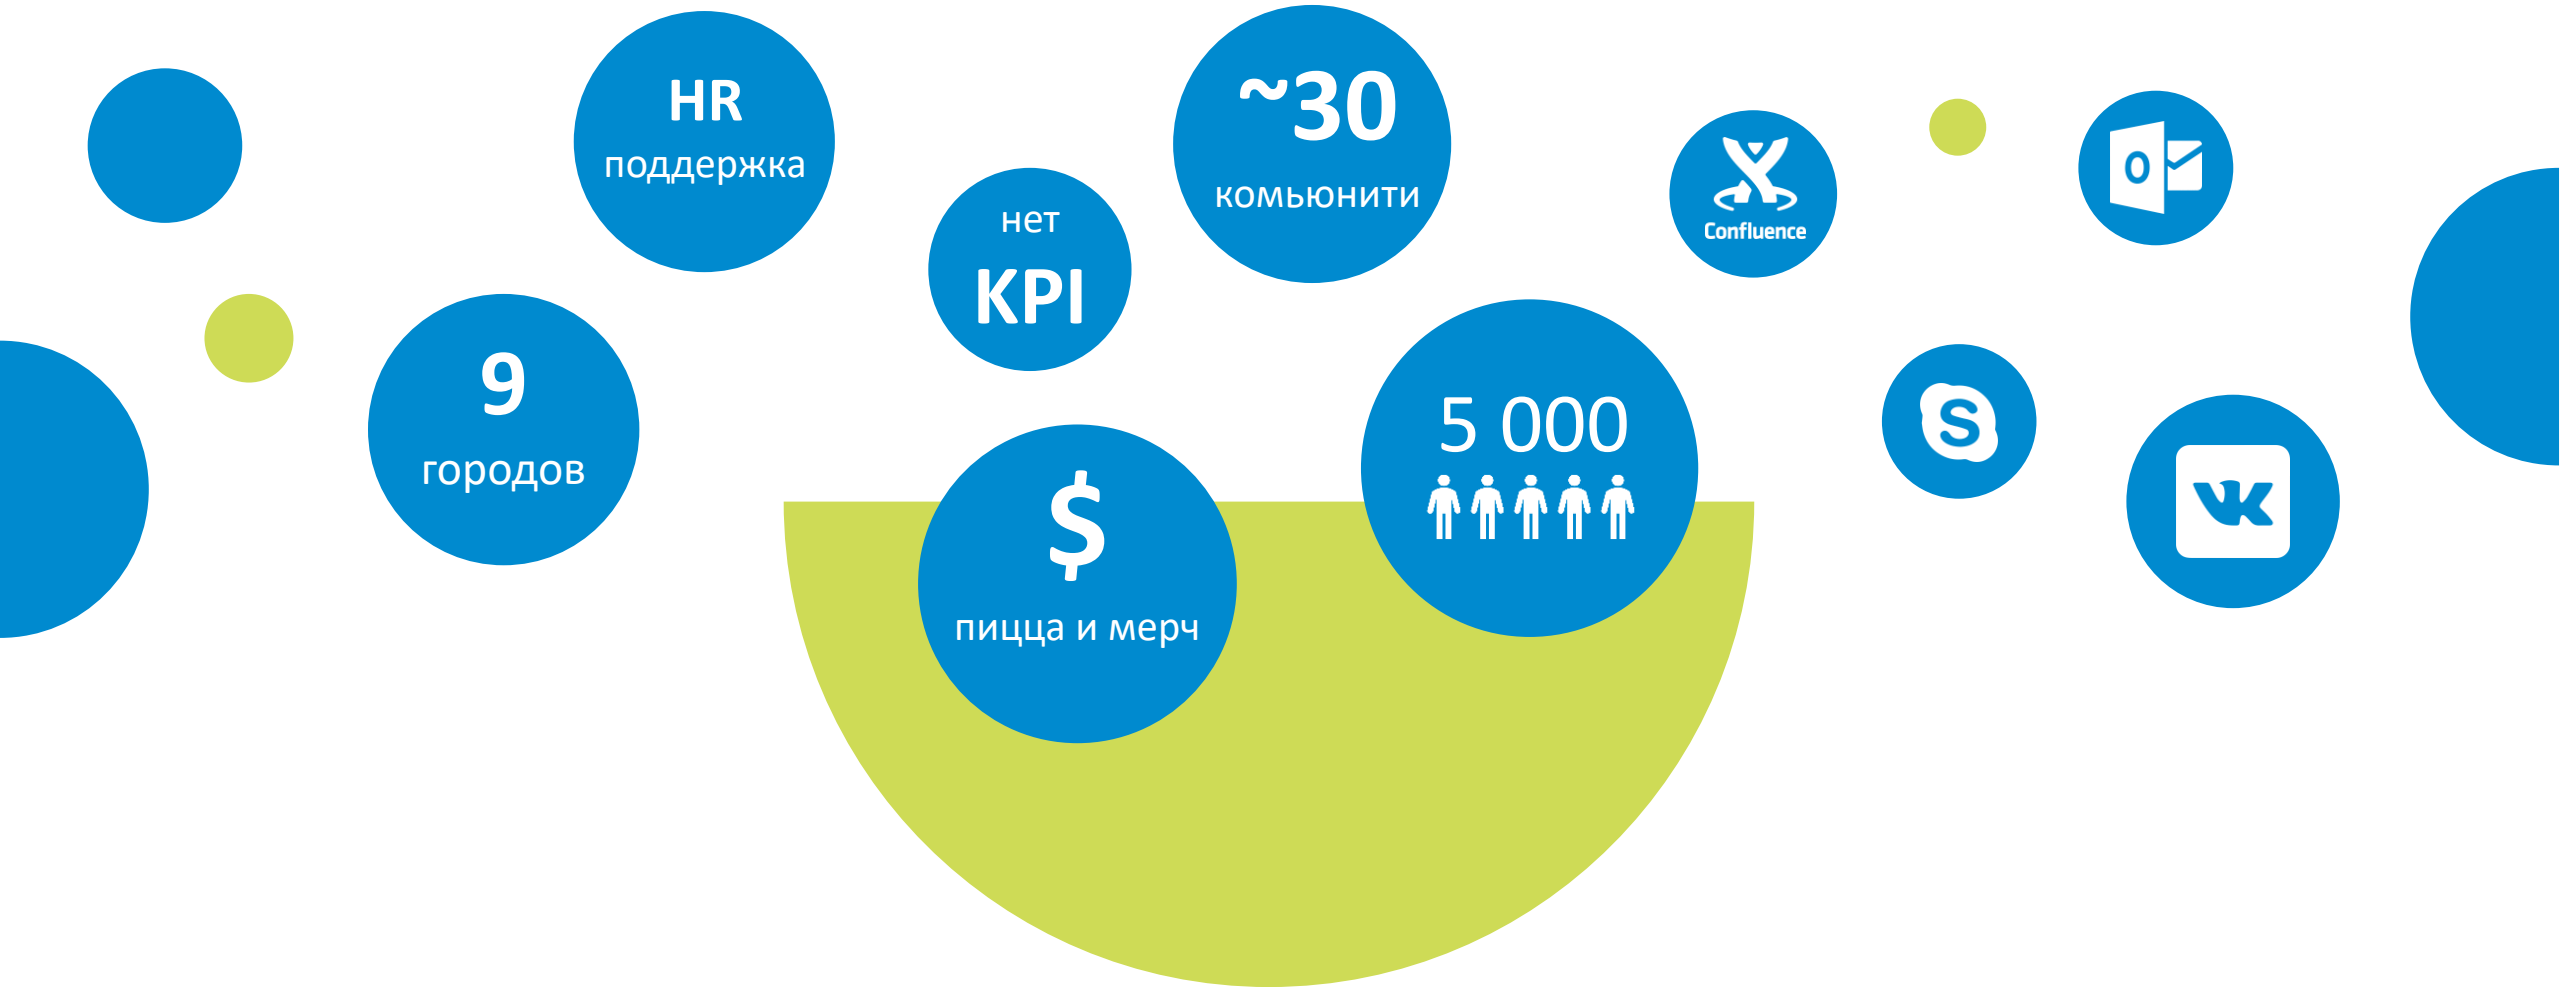 HR
поддержка
~30
комьюнити
нет
KPI
Confluence
O
9
городов
5 000
S
$
пицца и мерч